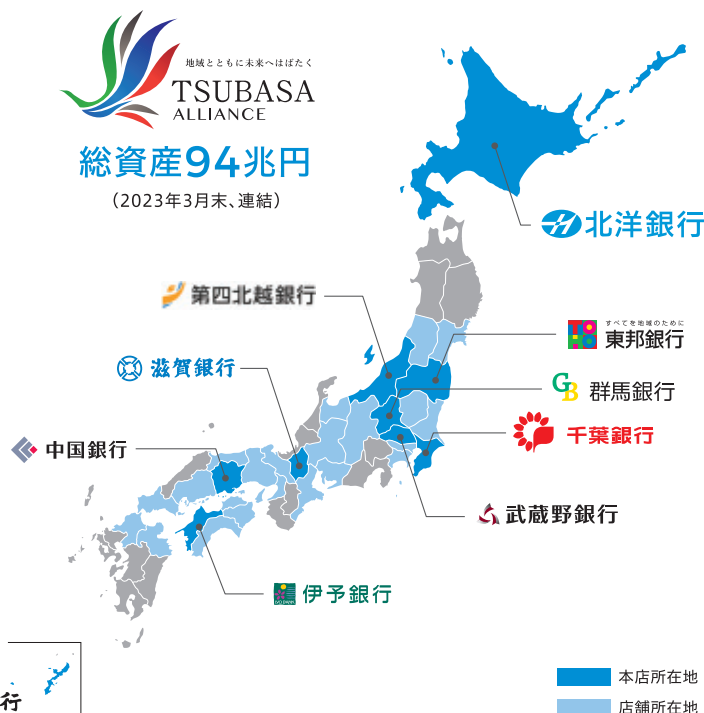 地域とともに未来へはばたく
TSUBASA
ALLIANCE
総資産94兆円
（2023年3月末、連結）
北洋銀行
第四北越銀行
すべてを地域のために
TOHO
東邦銀行
滋賀銀行
GB 群馬銀行
千葉銀行
中国銀行
武蔵野銀行
IYO BANK
伊予銀行
行
本店所在地
店舗所在地